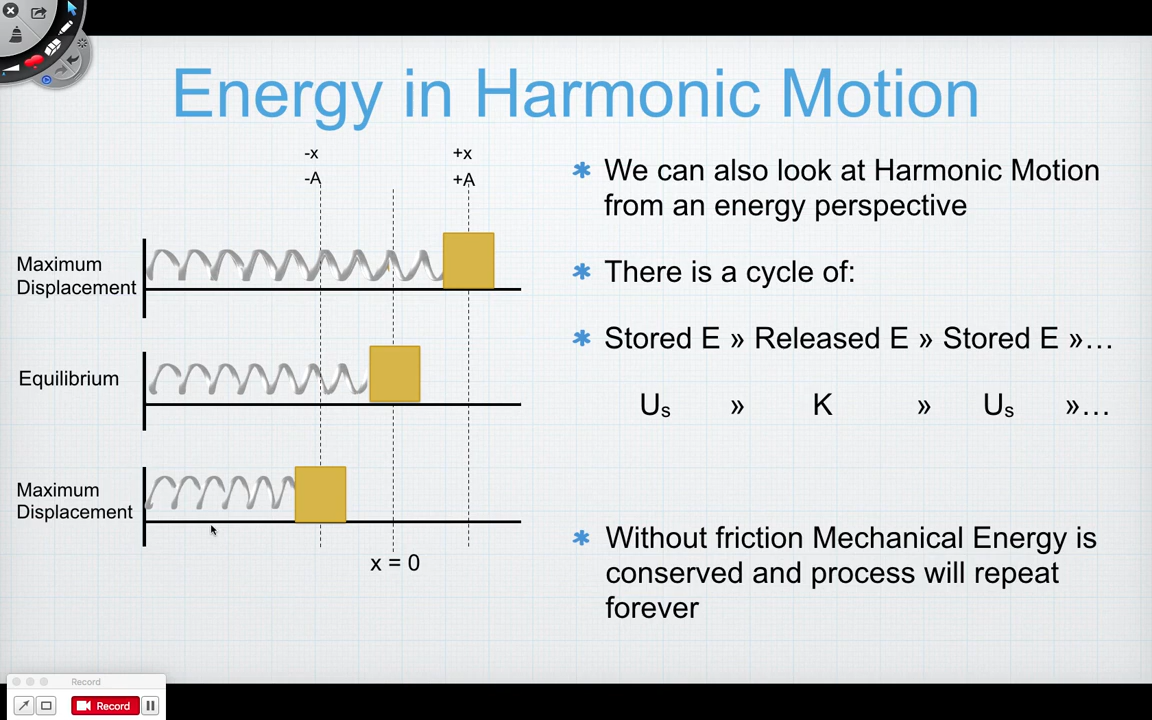 Energy in Harmonic Motion
-x
+x
-A
+A
Maximum
Displacement
Equilibrium
Maximum
Displacement
x = 0
We can also look at Harmonic Motion
from an energy perspective
There is a cycle of:
Stored E » Released E » Stored E »…
Us » K » Us »…
Without friction Mechanical Energy is
conserved and process will repeat
forever
Record
Record